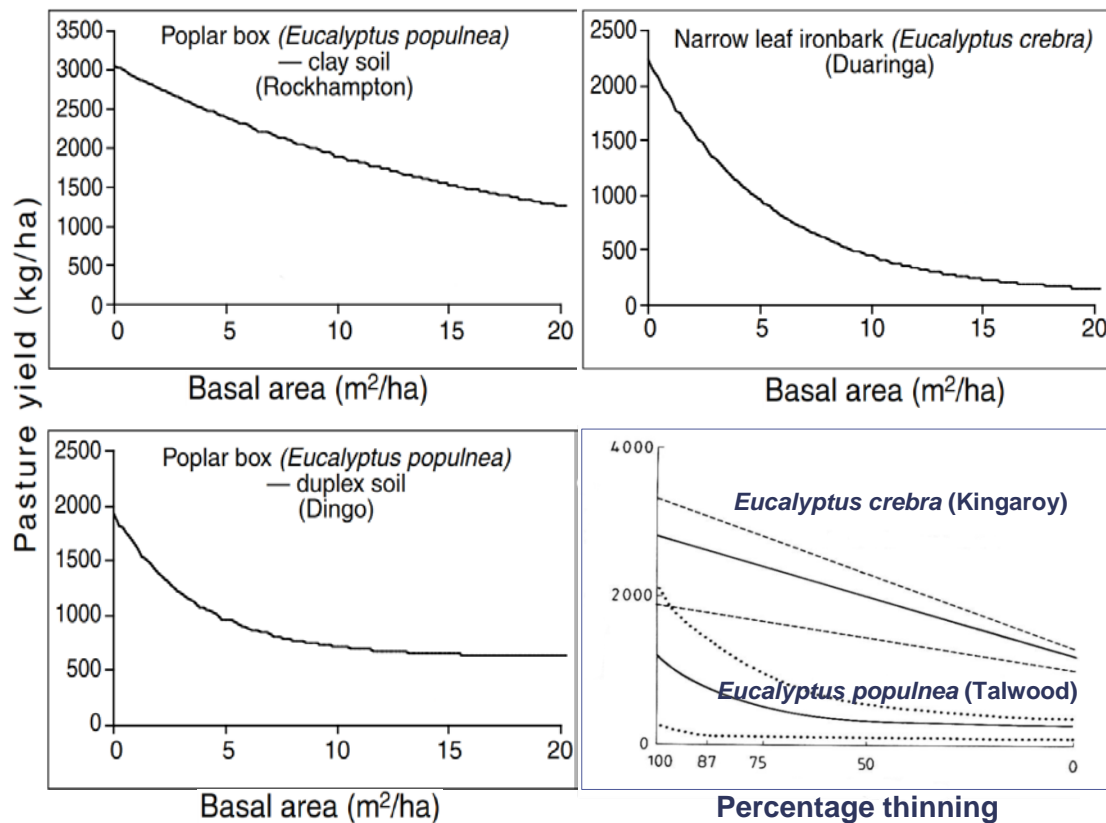 Pasture yield (kg/ha)
Poplar box (Eucalyptus populnea)
— clay soil
(Rockhampton)
3500
3000
2500
2000
1500
1000
500
0
0 5 10 15 20
Basal area (m²/ha)
Narrow leaf ironbark (Eucalyptus crebra)
(Duaringa)
2500
2000
1500
1000
500
0
0 5 10 15 20
Basal area (m²/ha)
Poplar box (Eucalyptus populnea)
— duplex soil
(Dingo)
2500
2000
1500
1000
500
0
0 5 10 15 20
Basal area (m²/ha)
4000
Eucalyptus crebra (Kingaroy)
2000
Eucalyptus populnea (Talwood)
0
100 87 75 50 0
Percentage thinning